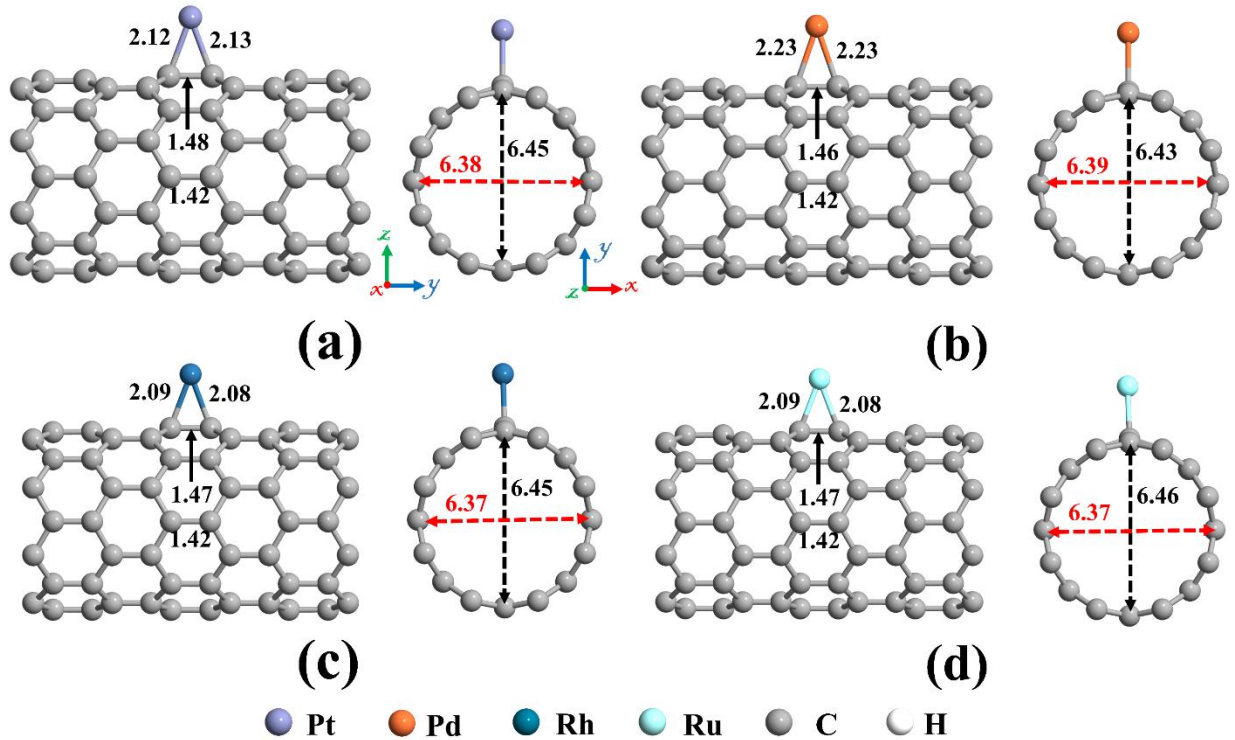 2.12 2.13
1.48
1.42
6.45
6.38
z
x y
(a)
2.23 2.23
1.46
1.42
6.43
6.39
y
z x
(b)
2.09 2.08
1.47
1.42
6.45
6.37
(c)
2.09 2.08
1.47
1.42
6.46
6.37
(d)
Pt Pd Rh Ru C H